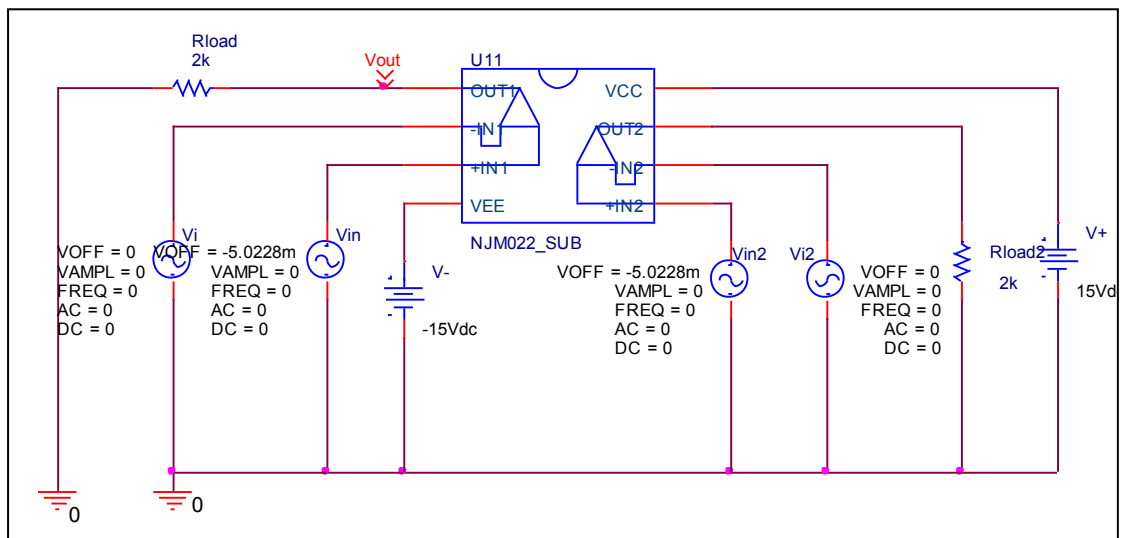 Rload
2k
Vout
U11
OUT1
-IN1
+IN1
VEE
VCC
OUT2
-IN2
+IN2
NJM022_SUB
Vi
VOFF = 0
VAMPL = 0
FREQ = 0
AC = 0
DC = 0
Vin
VOFF = -5.0228m
VAMPL = 0
FREQ = 0
AC = 0
DC = 0
V-
-15Vdc
Vin2
VOFF = -5.0228m
VAMPL = 0
FREQ = 0
AC = 0
DC = 0
Vi2
VOFF = 0
VAMPL = 0
FREQ = 0
AC = 0
DC = 0
Rload2
2k
V+
15Vd
0
0